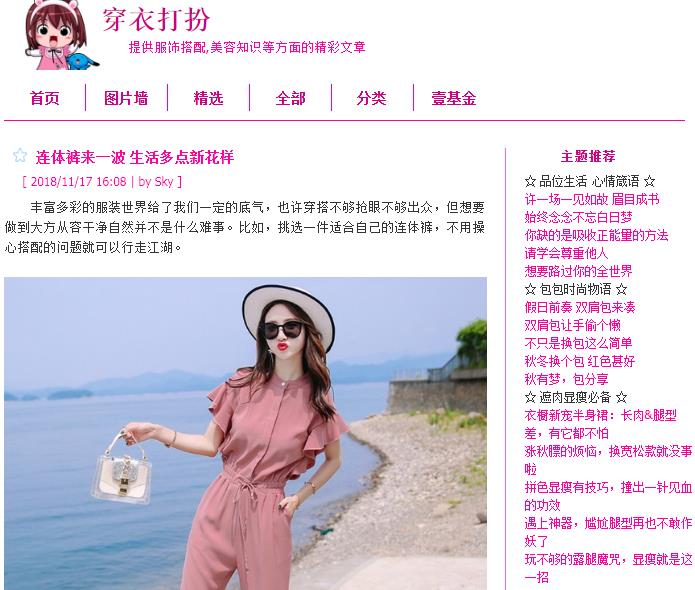 穿衣打扮
提供服饰搭配,美容知识等方面的精彩文章
首页 图片墙 精选 全部 分类 壹基金
连体裤来一波 生活多点新花样
[ 2018/11/17 16:08 | by Sky ]
丰富多彩的服装世界给了我们一定的底气，也许穿搭不够抢眼不够出众，但想要
做到大方从容干净自然并不是什么难事。比如，挑选一件适合自己的连体裤，不用操
心搭配的问题就可以行走江湖。
主题推荐
☆ 品位生活 心情箴语 ☆
许一场一见如故 眉目成书
始终念念不忘白日梦
你缺的是吸收正能量的方法
请学会尊重他人
想要路过你的全世界
☆ 包包时尚物语 ☆
假日前奏 双肩包来凑
双肩包让手偷个懒
不只是换包这么简单
秋冬换个包 红色甚好
秋有梦，包分享
☆ 遮肉显瘦必备 ☆
衣橱新宠半身裙：长肉&腿型
差，有它都不怕
涨秋膘的烦恼，换宽松款就没事
啦
拼色显瘦有技巧，撞出一针见血
的功效
遇上神器，尴尬腿型再也不敢作
妖了
玩不够的露腿魔咒，显瘦就是这
一招